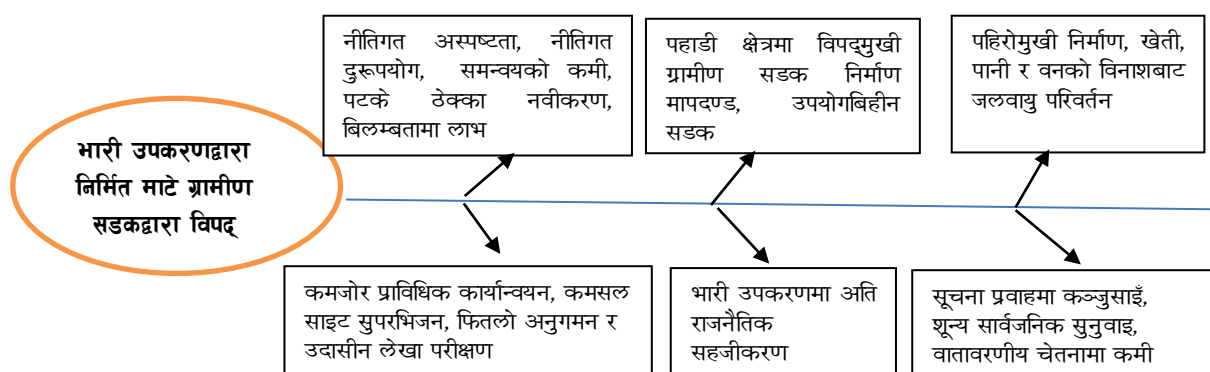 नीतिगत अस्पष्टता, नीतिगत
दुरूपयोग, समन्वयको कमी,
पटके ठेक्का नवीकरण,
बिलम्बतामा लाभ
पहाडी क्षेत्रमा विपद्मुखी
ग्रामीण सडक निर्माण
मापदण्ड, उपयोगबिहीन
सडक
पहिरोमुखी निर्माण, खेती,
पानी र वनको विनाशबाट
जलवायु परिवर्तन
भारी उपकरणद्वारा
निर्मित माटे ग्रामीण
सडकद्वारा विपद्
कमजोर प्राविधिक कार्यान्वयन, कमसल
साइट सुपरभिजन, फितलो अनुगमन र
उदासीन लेखा परीक्षण
भारी उपकरणमा अति
राजनैतिक
सहजीकरण
सूचना प्रवाहमा कञ्जुसाइँ,
शून्य सार्वजनिक सुनुवाइ,
वातावरणीय चेतनामा कमी